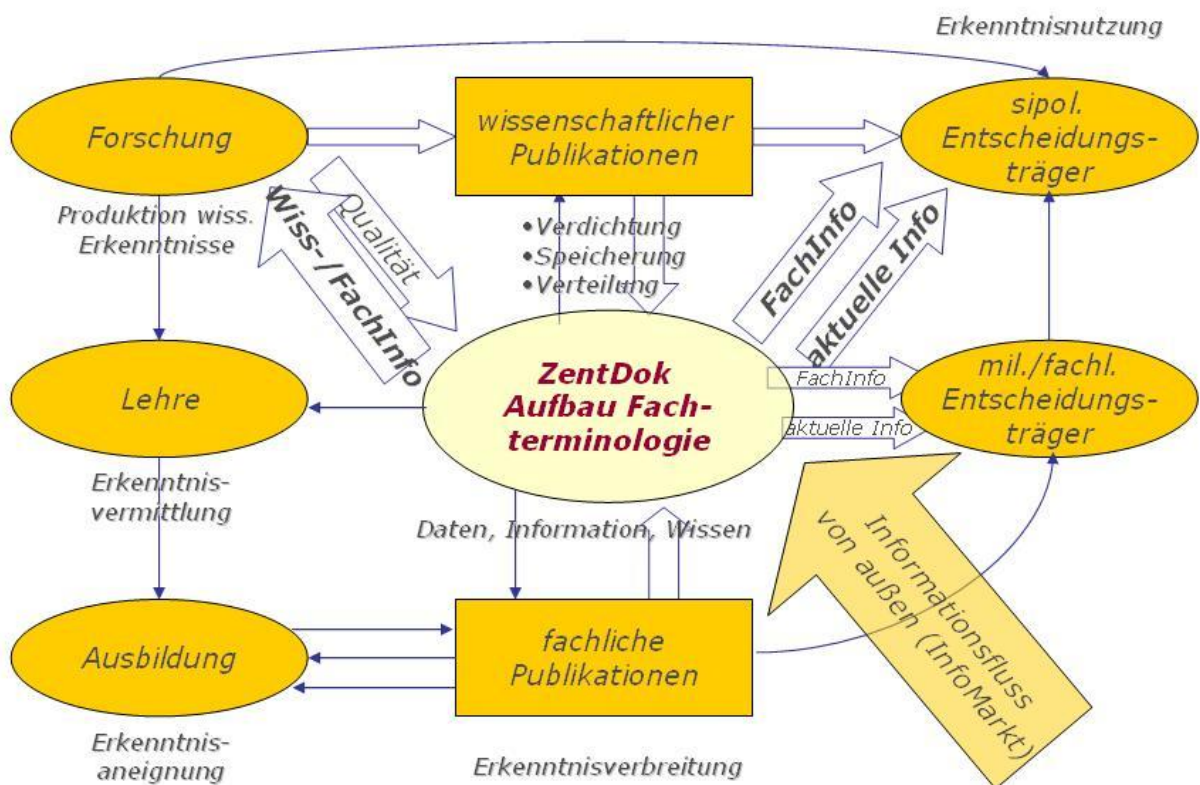 Erkenntnisnutzung
Forschung
wissenschaftlicher
Publikationen
sipol.
Entscheidungs-
träger
Produktion wiss.
Erkenntnisse
Wiss-/FachInfo
Qualität
•Verdichtung
•Speicherung
•Verteilung
FachInfo
aktuelle Info
Lehre
ZentDok
Aufbau Fach-
terminologie
FachInfo
aktuelle Info
mil./fachl.
Entscheidungs-
träger
Erkenntnis-
vermittlung
Daten, Information, Wissen
Informationsfluss
von außen (InfoMarkt)
Ausbildung
fachliche
Publikationen
Erkenntnis-
aneignung
Erkenntnisverbreitung